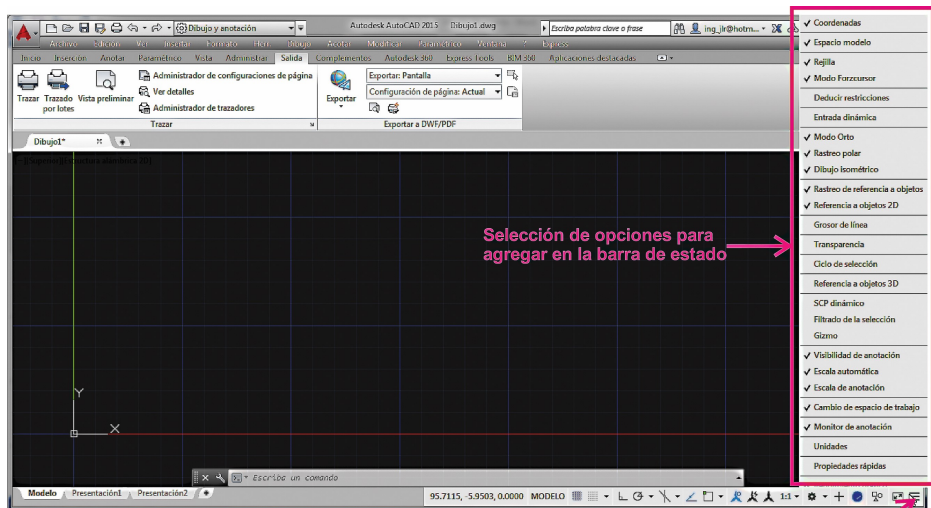 Dibujo y anotación
Autodesk AutoCAD 2015 Dibujo1.dwg
Escriba palabra clave o frase
ing_jlr@hotm...
Archivo Edición Ver Insertar Formato Herr. Dibujo Acotar Modificar Paramétrico Ventana ? Express
Inicio Inserción Anotar Paramétrico Vista Administrar Salida Complementos Autodesk 360 Express Tools BIM 360 Aplicaciones destacadas
Trazar
Trazado por lotes
Vista preliminar
Administrador de configuraciones de página
Ver detalles
Administrador de trazadores
Trazar
Exportar
Exportar: Pantalla
Configuración de página: Actual
Exportar a DWF/PDF
Dibujo1*
Selección de opciones para
agregar en la barra de estado
Coordenadas
Espacio modelo
Rejilla
Modo Forzcursor
Deducir restricciones
Entrada dinámica
Modo Orto
Rastreo polar
Dibujo Isométrico
Rastreo de referencia a objetos
Referencia a objetos 2D
Grosor de línea
Transparencia
Ciclo de selección
Referencia a objetos 3D
SCP dinámico
Filtrado de la selección
Gizmo
Visibilidad de anotación
Escala automática
Escala de anotación
Cambio de espacio de trabajo
Monitor de anotación
Unidades
Propiedades rápidas
Y
X
Escriba un comando
Modelo Presentación1 Presentación2
95.7115, -5.9503, 0.0000 MODELO
1:1